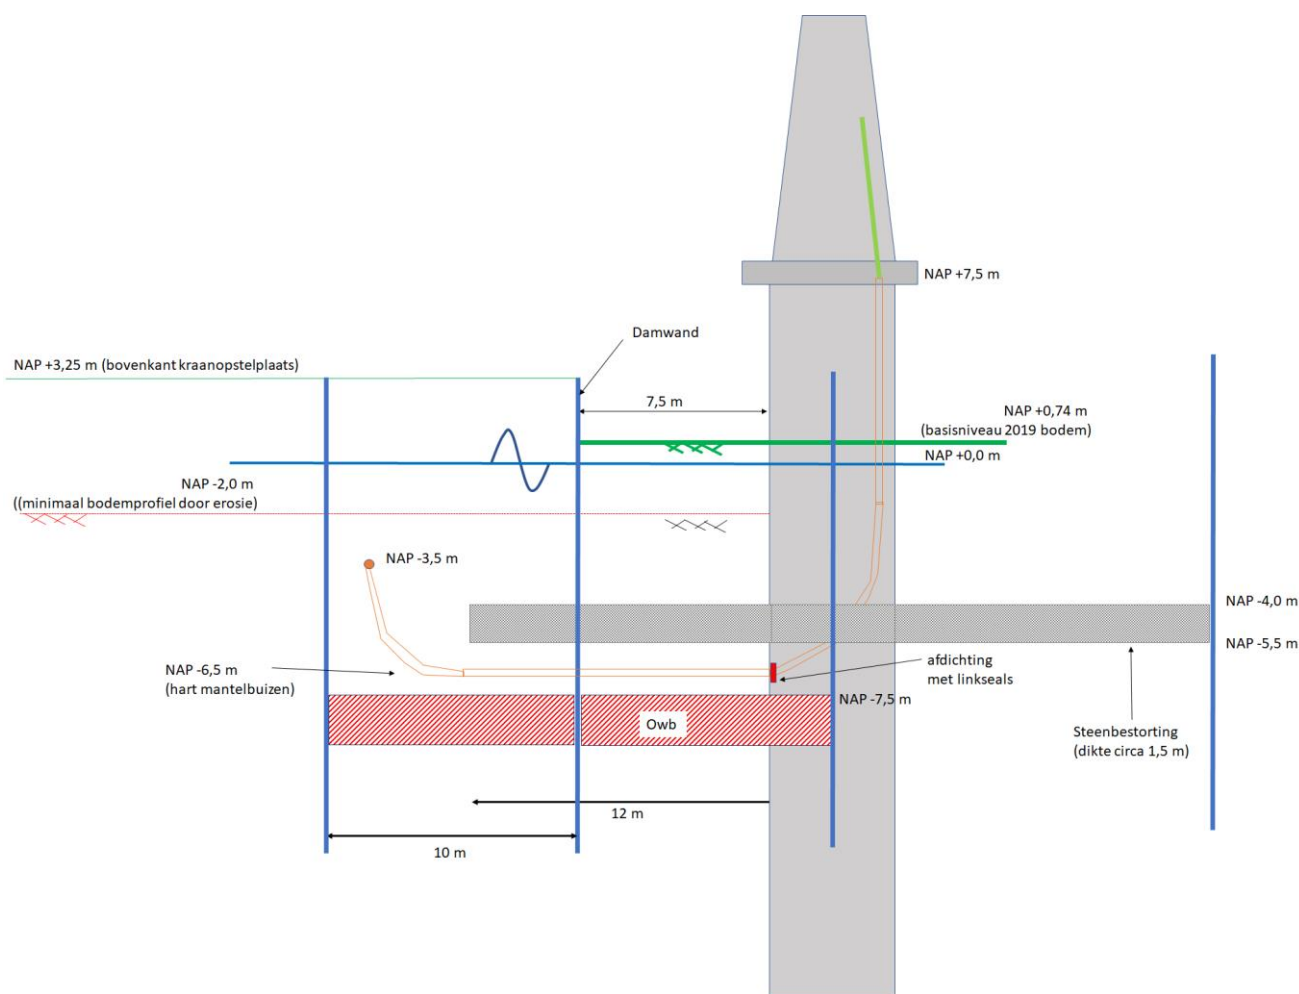 NAP +7,5 m
Damwand
NAP +3,25 m (bovenkant kraanopstelplaats)
7,5 m
NAP +0,74 m
(basisniveau 2019 bodem)
NAP +0,0 m
NAP -2,0 m
((minimaal bodemprofiel door erosie)
NAP -3,5 m
NAP -4,0 m
NAP -5,5 m
NAP -6,5 m
(hart mantelbuizen)
afdichting
met linkseals
NAP -7,5 m
Owb
Steenbestorting
(dikte circa 1,5 m)
12 m
10 m